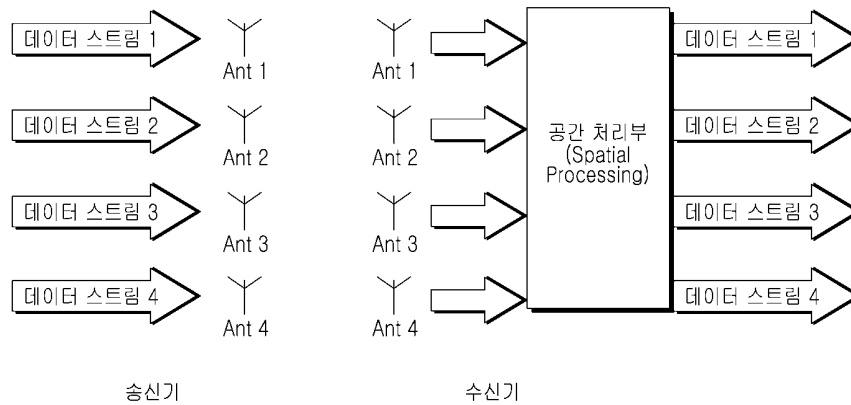 데이터 스트림 1
데이터 스트림 2
데이터 스트림 3
데이터 스트림 4
Ant 1
Ant 2
Ant 3
Ant 4
Ant 1
Ant 2
Ant 3
Ant 4
공간 처리부
(Spatial
Processing)
데이터 스트림 1
데이터 스트림 2
데이터 스트림 3
데이터 스트림 4
송신기
수신기